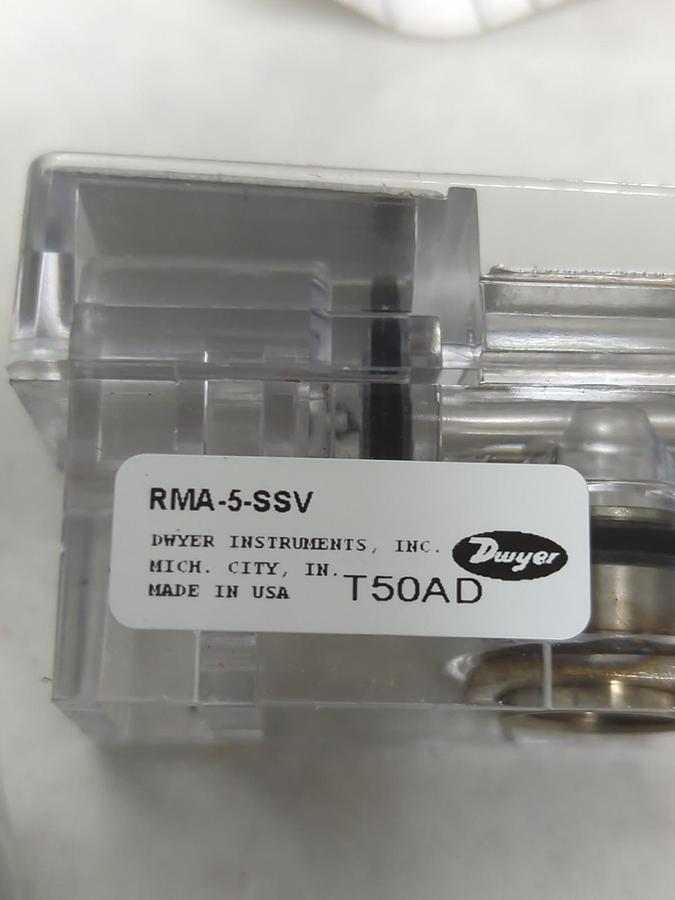 RMA-5-SSV
DWYER INSTRUMENTS, INC.
Dwyer
MICH. CITY, IN.
MADE IN USA
T50AD